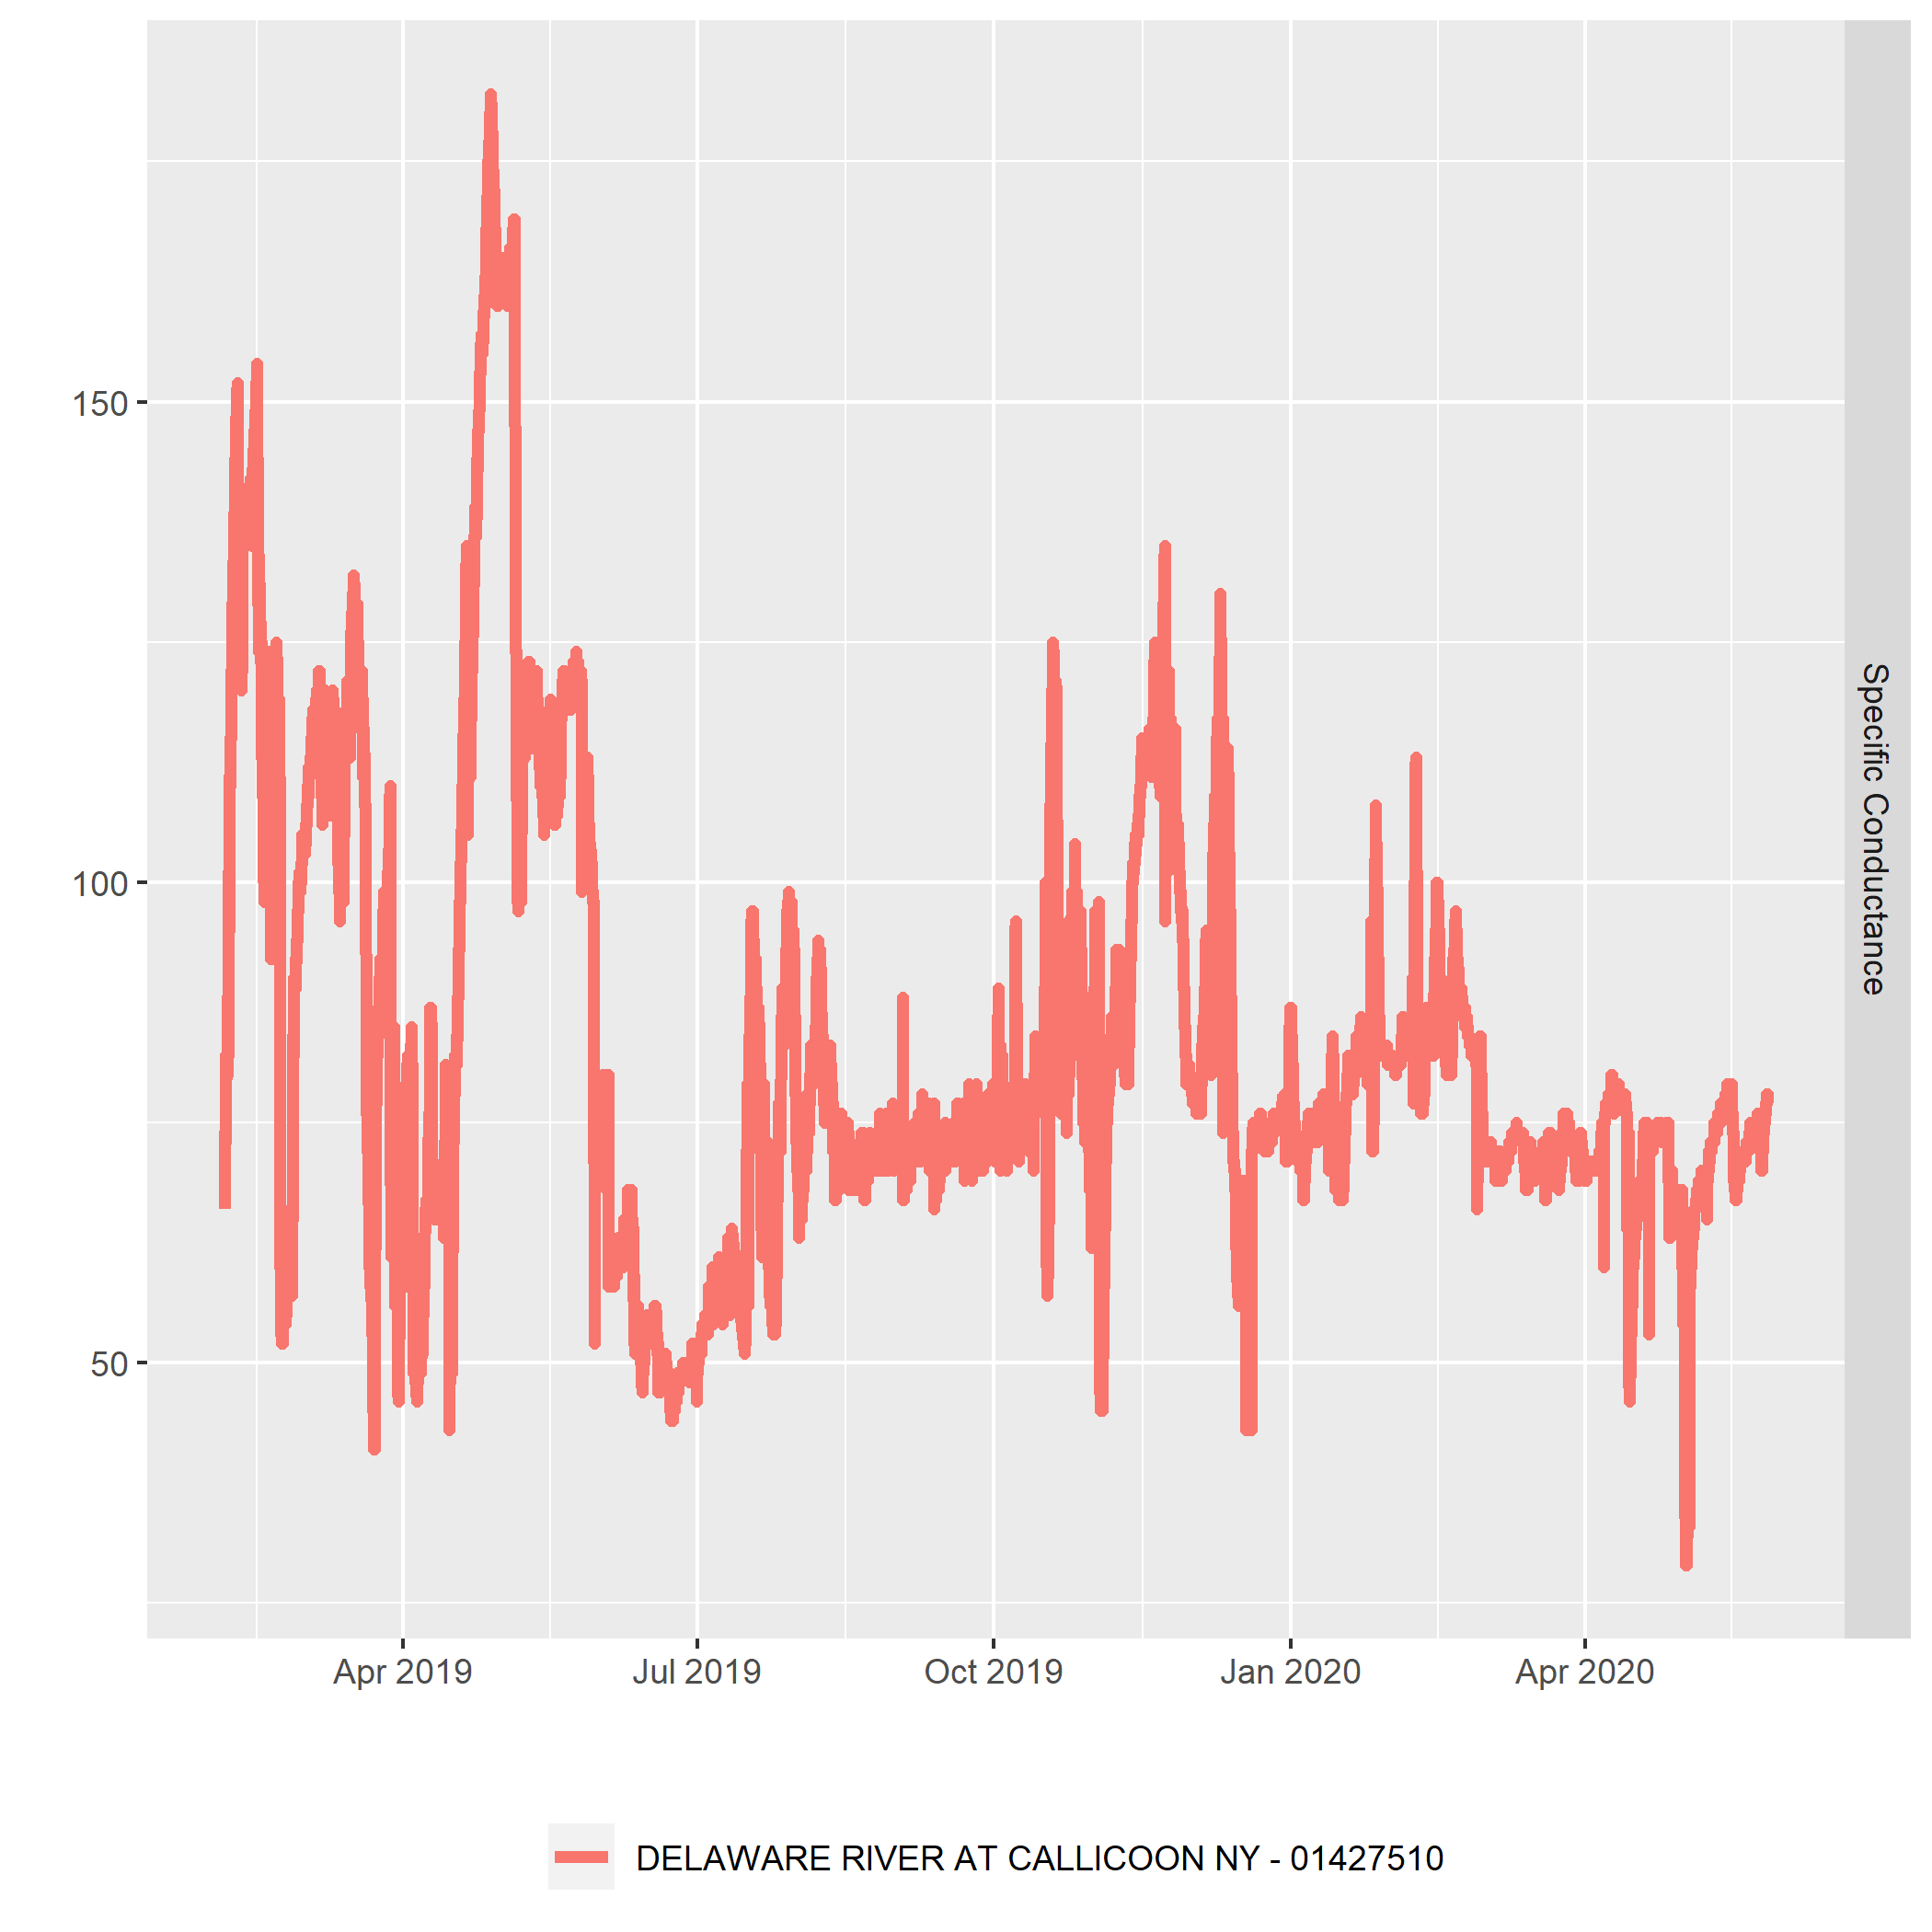 150
100
50
Specific Conductance
Apr 2019
Jul 2019
Oct 2019
Jan 2020
Apr 2020
DELAWARE RIVER AT CALLICOON NY - 01427510